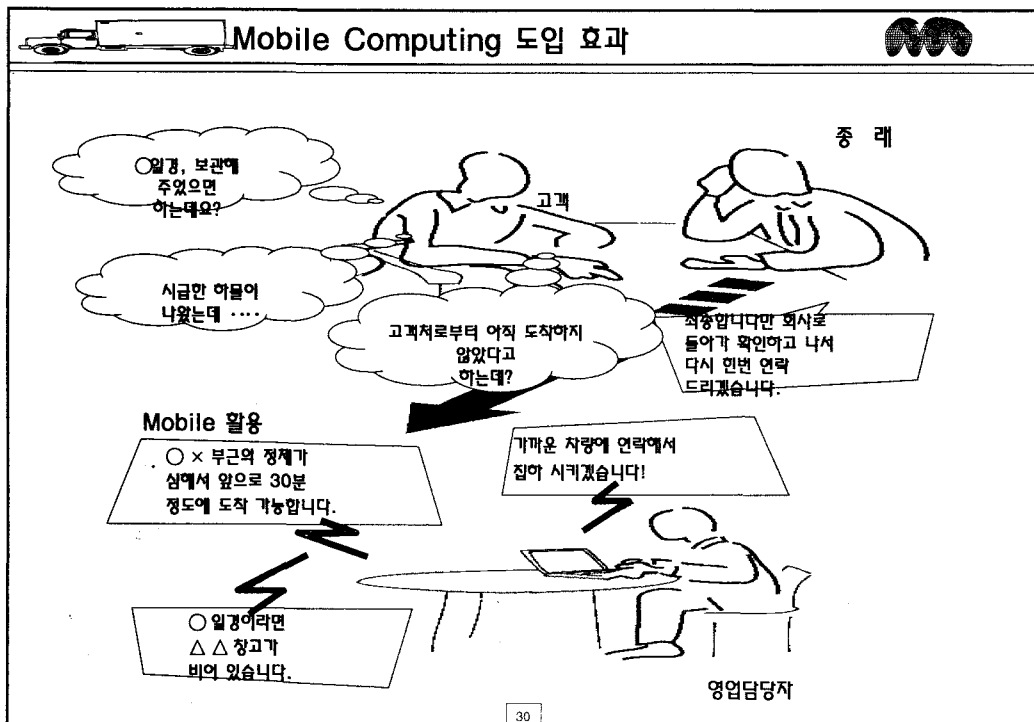 Mobile Computing 도입 효과
종 래
○일경, 보관해
주었으면
하는데요?
고객
시급한 하물이
나왔는데 ‥‥
고객처로부터 아직 도착하지
않았다고
하는데?
죄송합니다만 회사로
돌아가 확인하고 나서
다시 한번 연락
드리겠습니다.
Mobile 활용
○ × 부근의 정체가
심해서 앞으로 30분
정도에 도착 가능합니다.
가까운 차량에 연락해서
집하 시키겠습니다!
○ 일경이라면
△ △ 창고가
비어 있습니다.
영업담당자
30